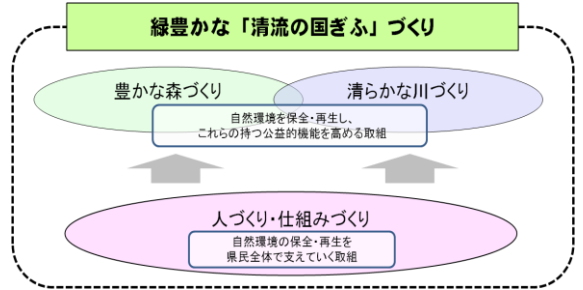 緑豊かな「清流の国ぎふ」づくり
豊かな森づくり
清らかな川づくり
自然環境を保全・再生し、
これらの持つ公益的機能を高める取組
人づくり・仕組みづくり
自然環境の保全・再生を
県民全体で支えていく取組